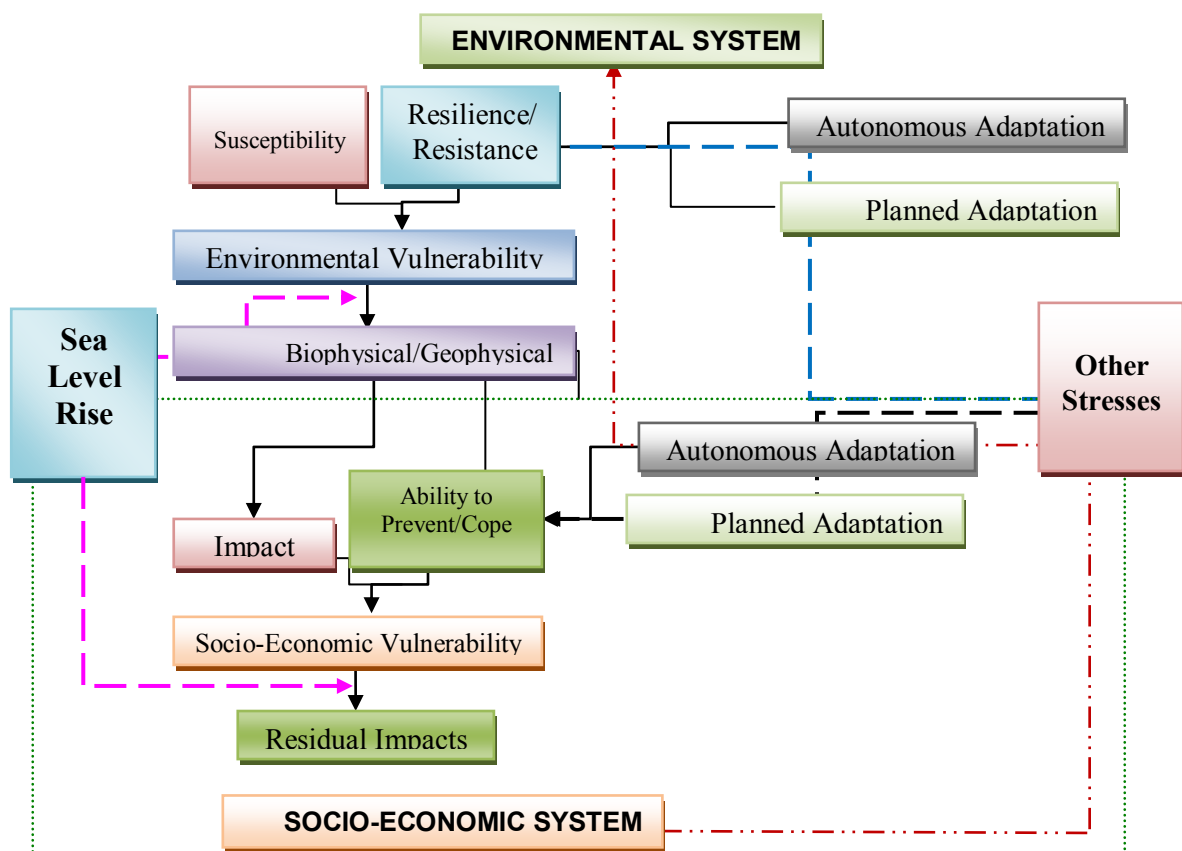 ENVIRONMENTAL SYSTEM
Susceptibility
Resilience/
Resistance
Autonomous Adaptation
Planned Adaptation
Environmental Vulnerability
Sea
Level
Rise
Biophysical/Geophysical
Other
Stresses
Autonomous Adaptation
Ability to
Prevent/Cope
Planned Adaptation
Impact
Socio-Economic Vulnerability
Residual Impacts
SOCIO-ECONOMIC SYSTEM